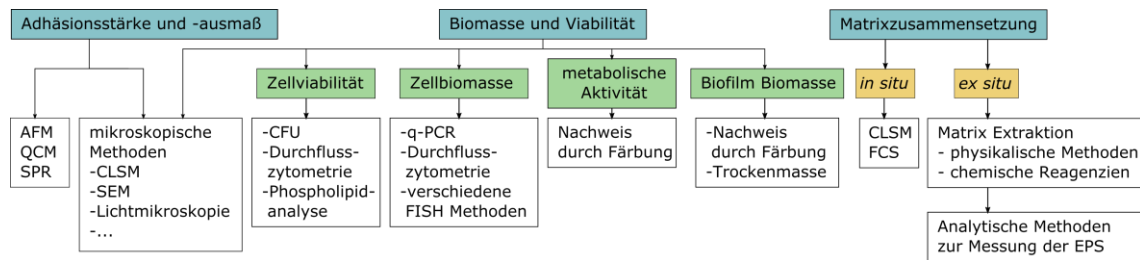 Adhäsionsstärke und -ausmaß
Biomasse und Viabilität
Matrixzusammensetzung
Zellviabilität
Zellbiomasse
metabolische
Aktivität
Biofilm Biomasse
in situ
ex situ
AFM
QCM
SPR
mikroskopische
Methoden
-CLSM
-SEM
-Lichtmikroskopie
-...
-CFU
-Durchfluss-
zytometrie
-Phospholipid-
analyse
-q-PCR
-Durchfluss-
zytometrie
-verschiedene
FISH Methoden
Nachweis
durch Färbung
-Nachweis
durch Färbung
-Trockenmasse
CLSM
FCS
Matrix Extraktion
- physikalische Methoden
- chemische Reagenzien
Analytische Methoden
zur Messung der EPS